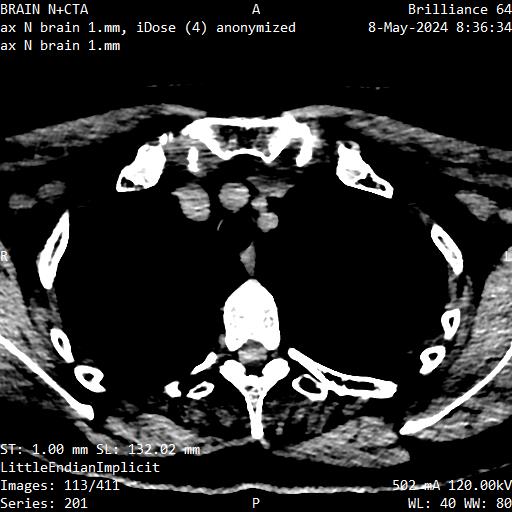 BRAIN N+CTA
ax N brain 1.mm, iDose (4) anonymized
ax N brain 1.mm
A
Brilliance 64
8-May-2024 8:36:34
R
L
ST: 1.00 mm SL: 132.02 mm
LittleEndianImplicit
Images: 113/411
Series: 201
P
502 mA 120.00kV
WL: 40 WW: 80